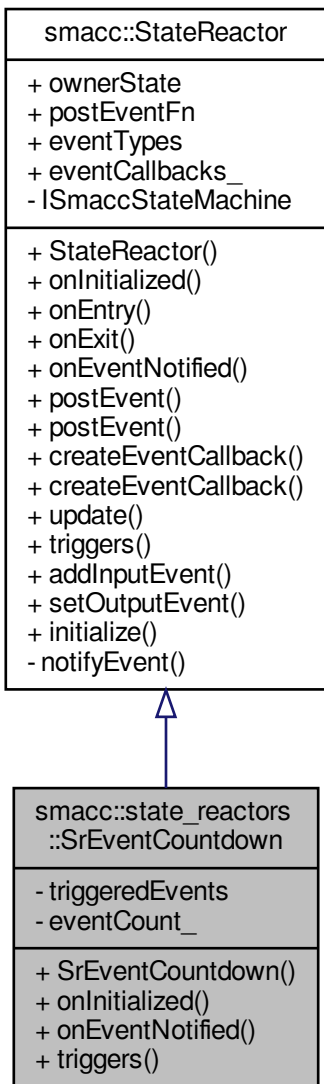 smacc::StateReactor
+ ownerState
+ postEventFn
+ eventTypes
+ eventCallbacks_
- ISmaccStateMachine
+ StateReactor()
+ onInitialized()
+ onEntry()
+ onExit()
+ onEventNotified()
+ postEvent()
+ postEvent()
+ createEventCallback()
+ createEventCallback()
+ update()
+ triggers()
+ addInputEvent()
+ setOutputEvent()
+ initialize()
- notifyEvent()
smacc::state_reactors
::SrEventCountdown
- triggeredEvents
- eventCount_
+ SrEventCountdown()
+ onInitialized()
+ onEventNotified()
+ triggers()